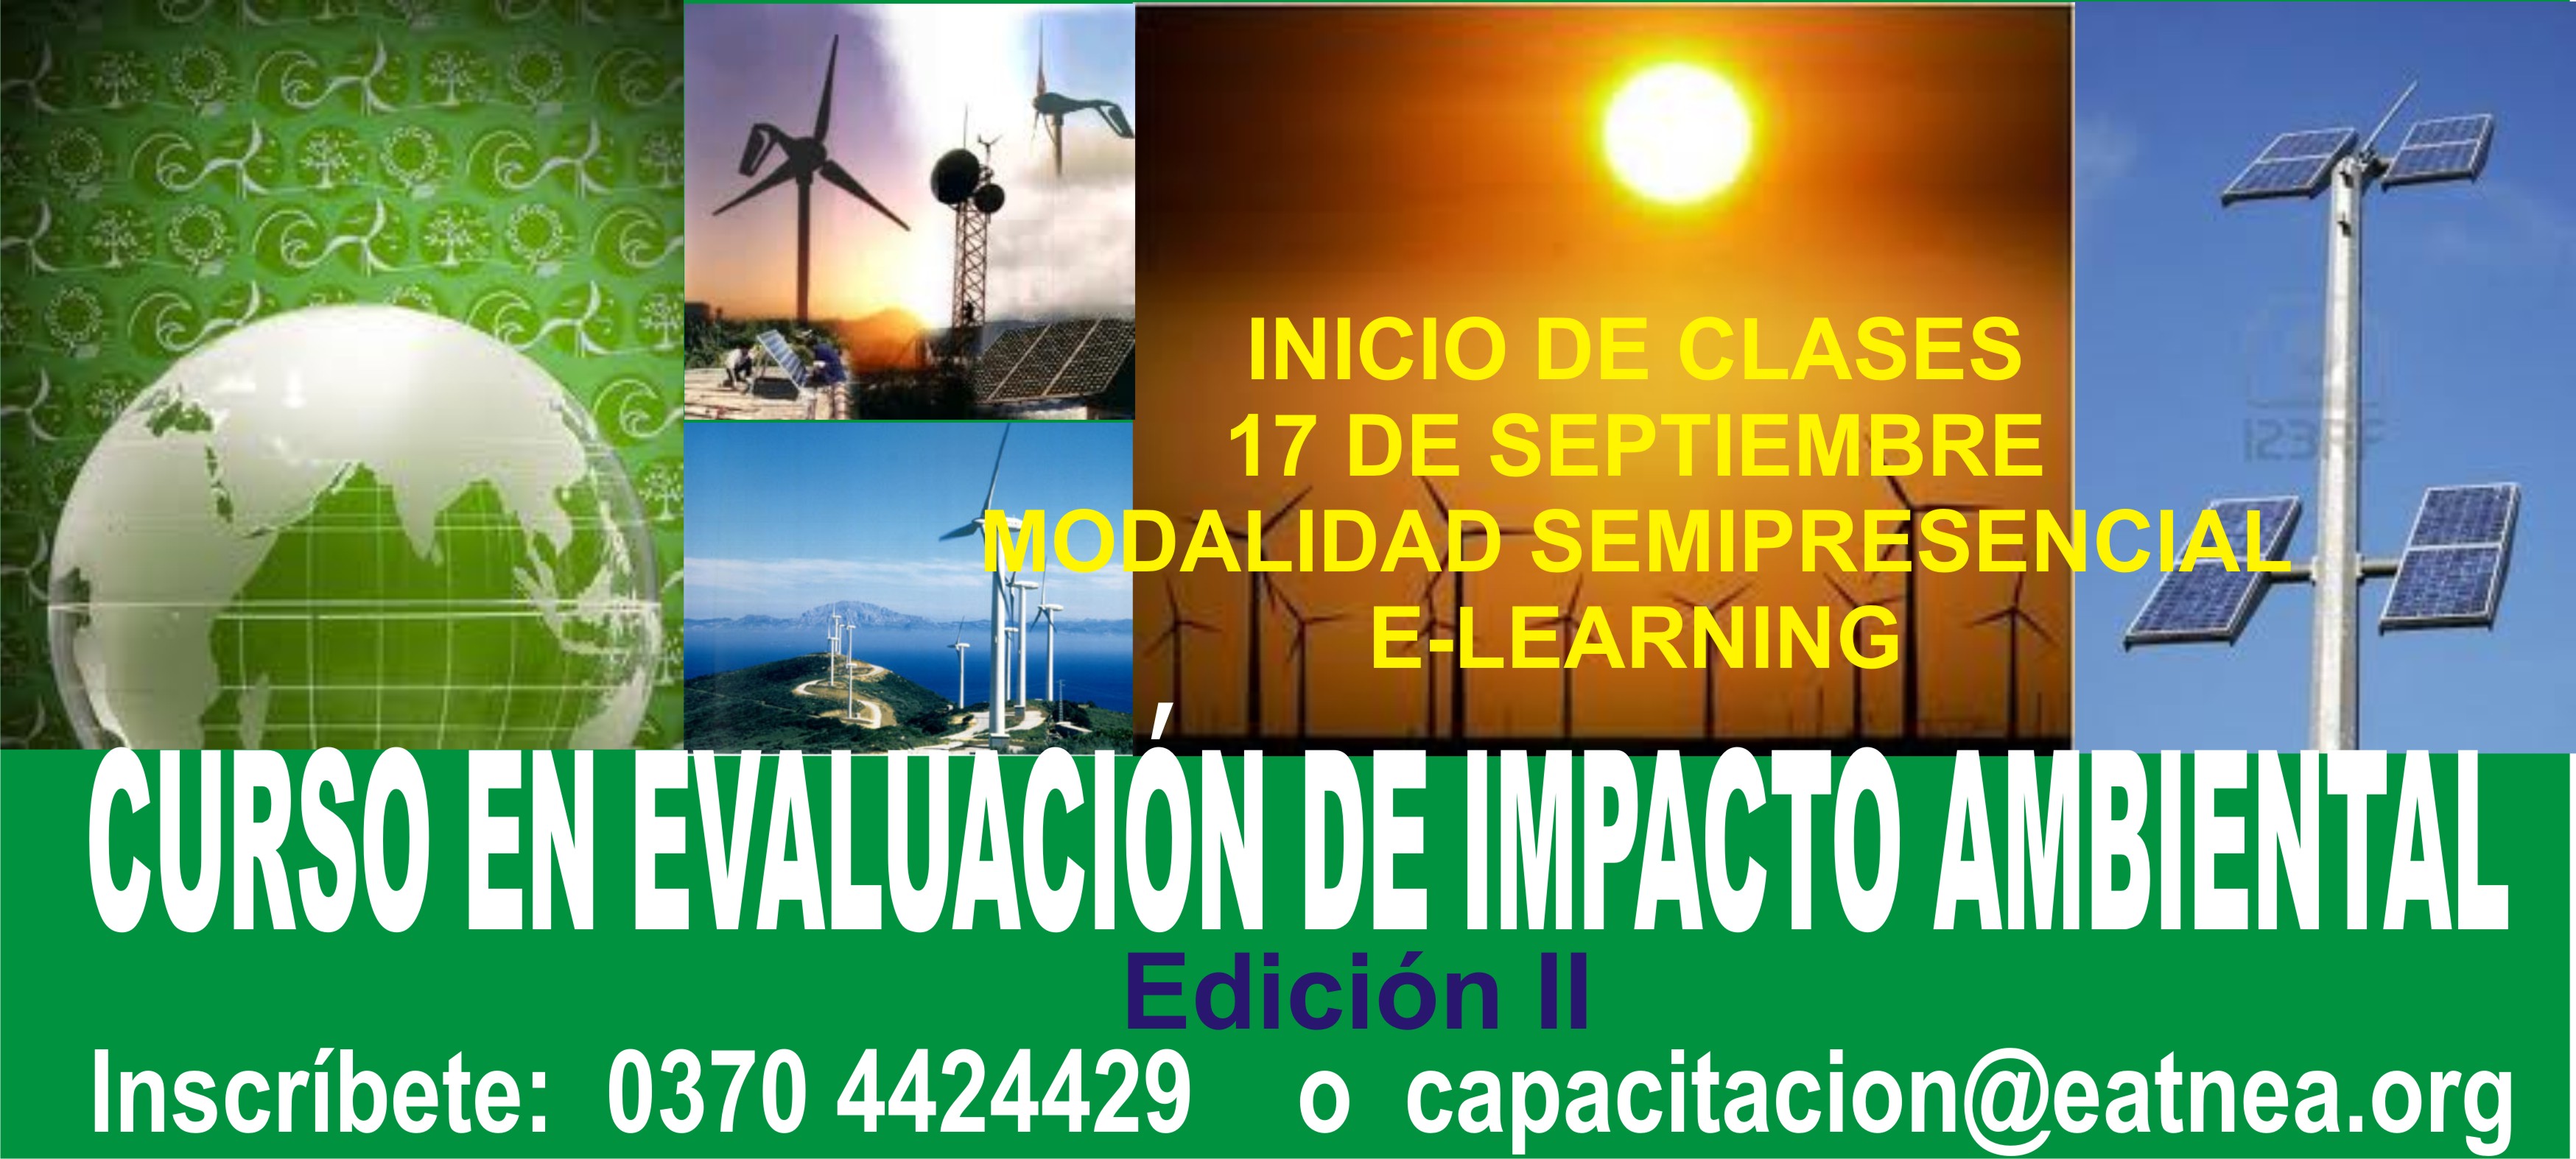 INICIO DE CLASES
17 DE SEPTIEMBRE
MODALIDAD SEMIPRESENCIAL
E-LEARNING
123RF
CURSO EN EVALUACIÓN DE IMPACTO AMBIENTAL
Edición II
Inscríbete: 0370 4424429 o capacitacion@eatnea.org